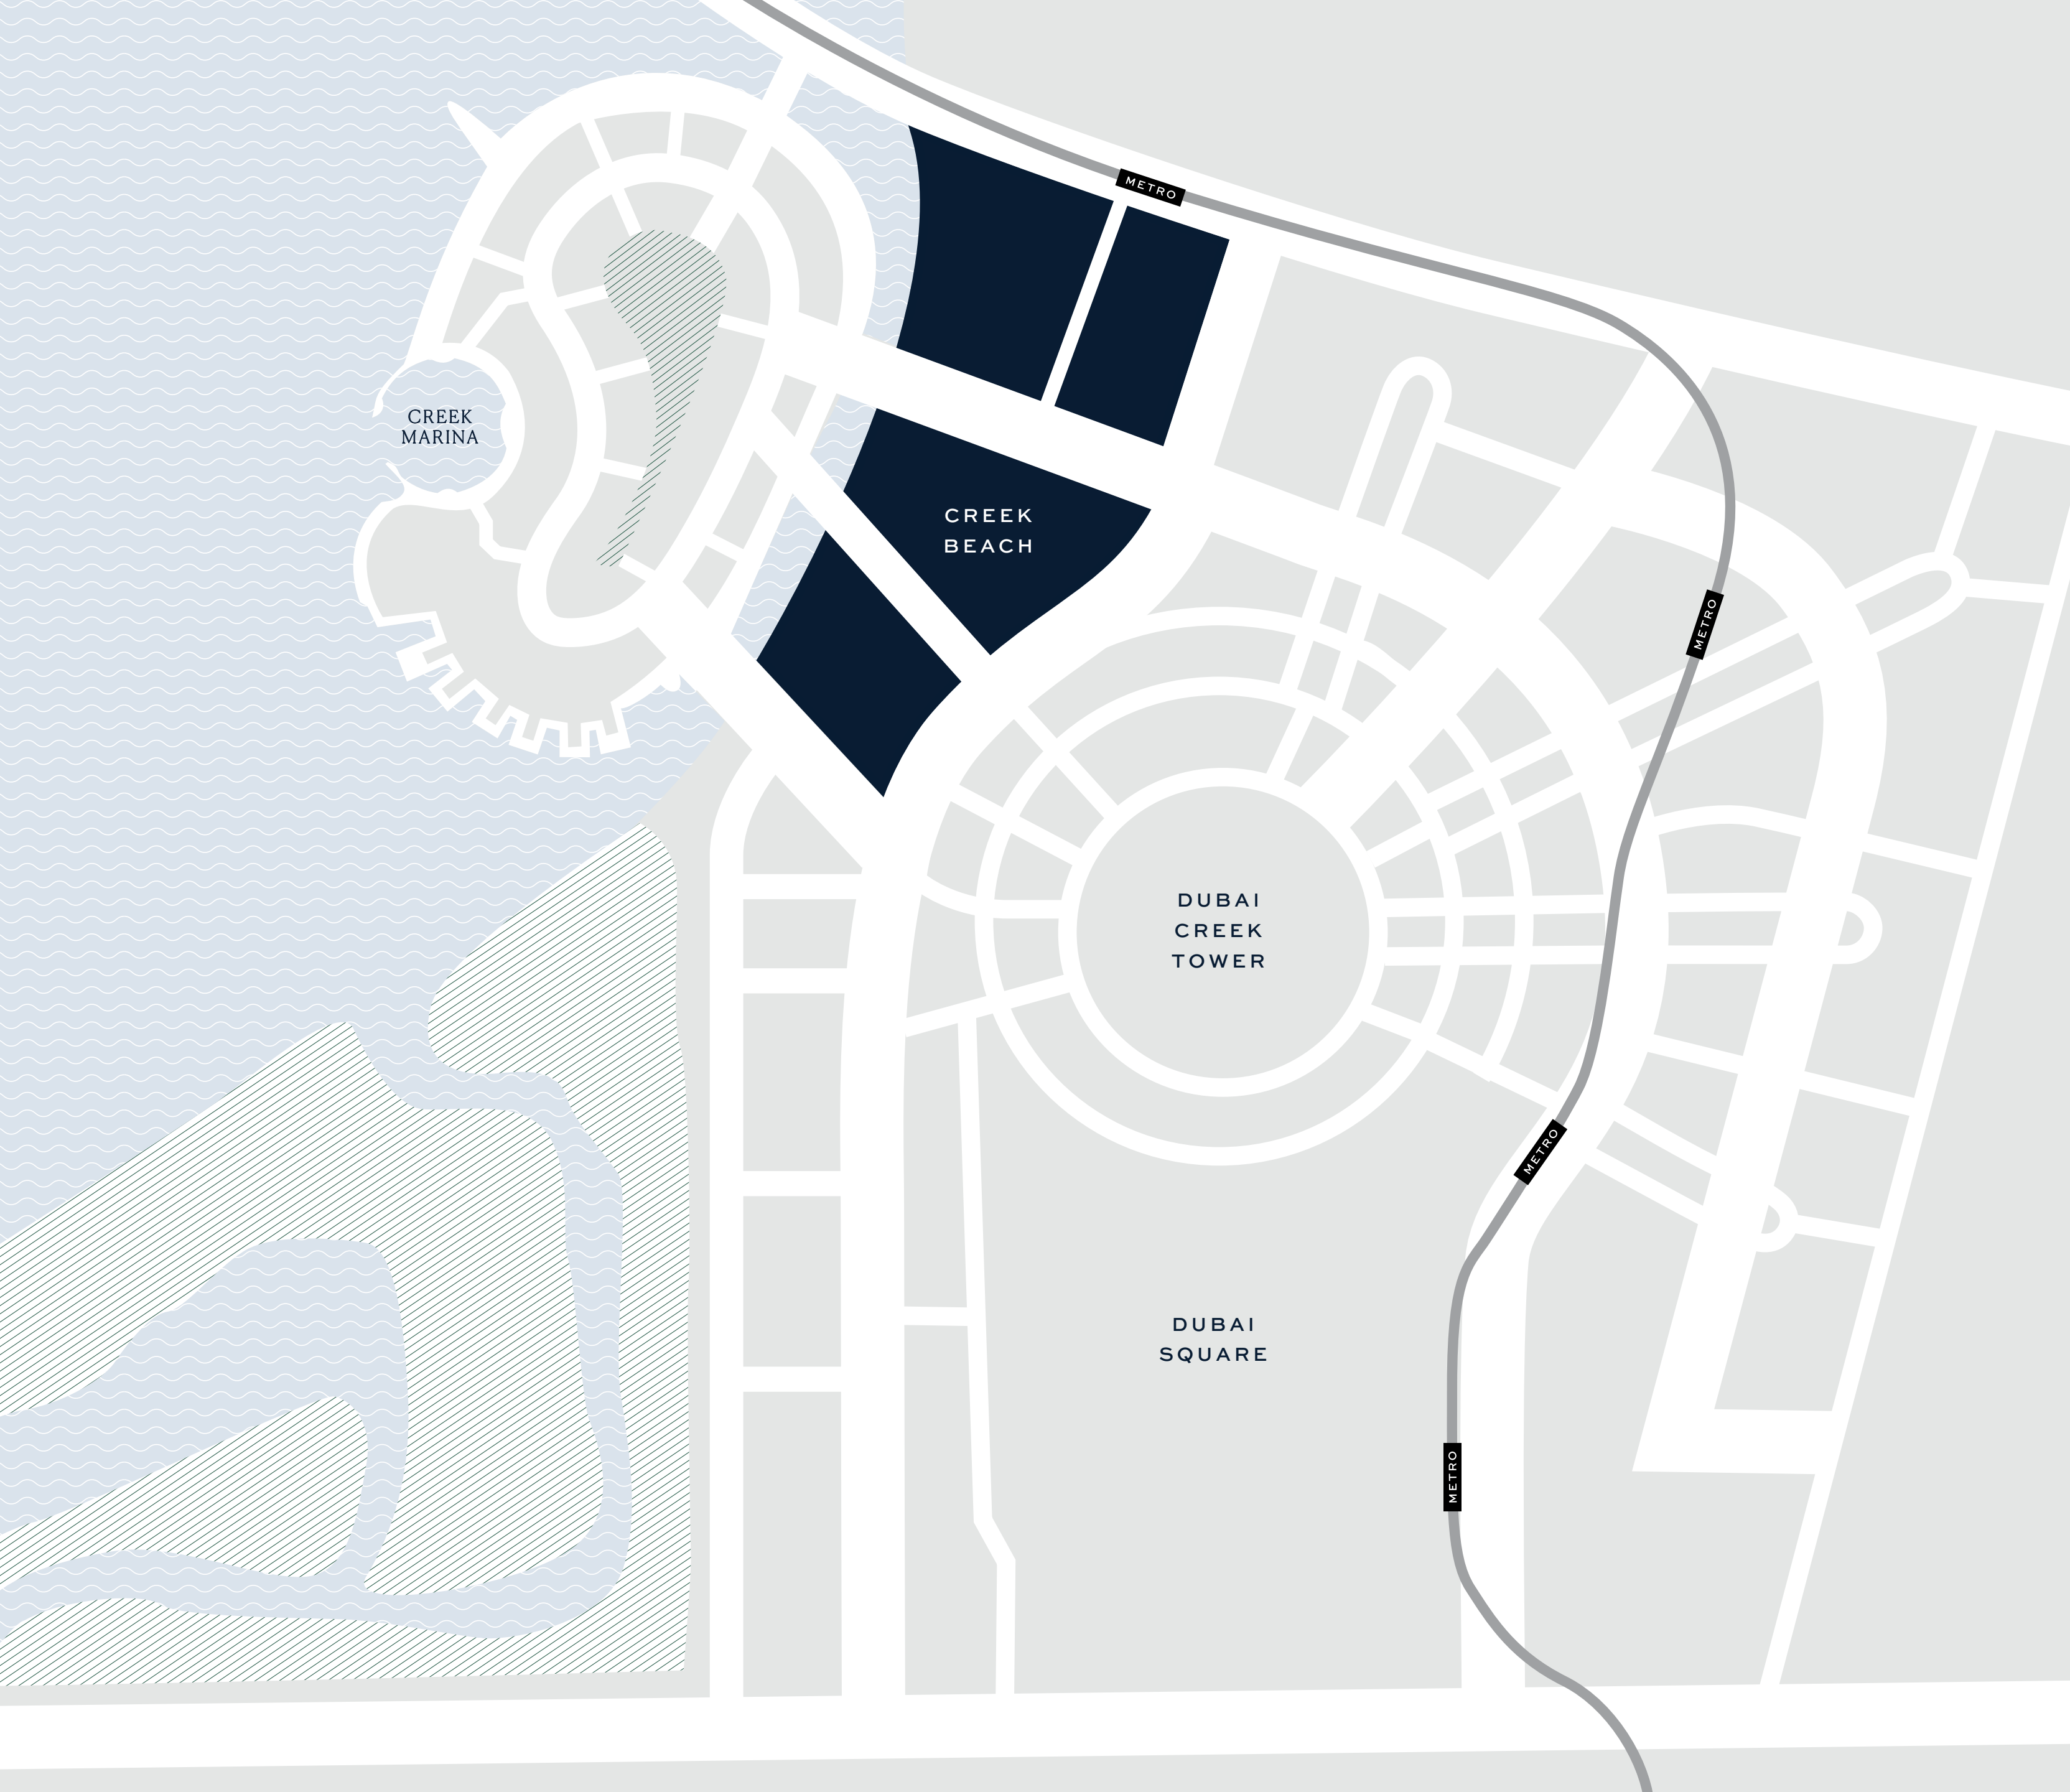 METRO
CREEK
MARINA
CREEK
BEACH
METRO
DUBAI
CREEK
TOWER
METRO
DUBAI
SQUARE
METRO